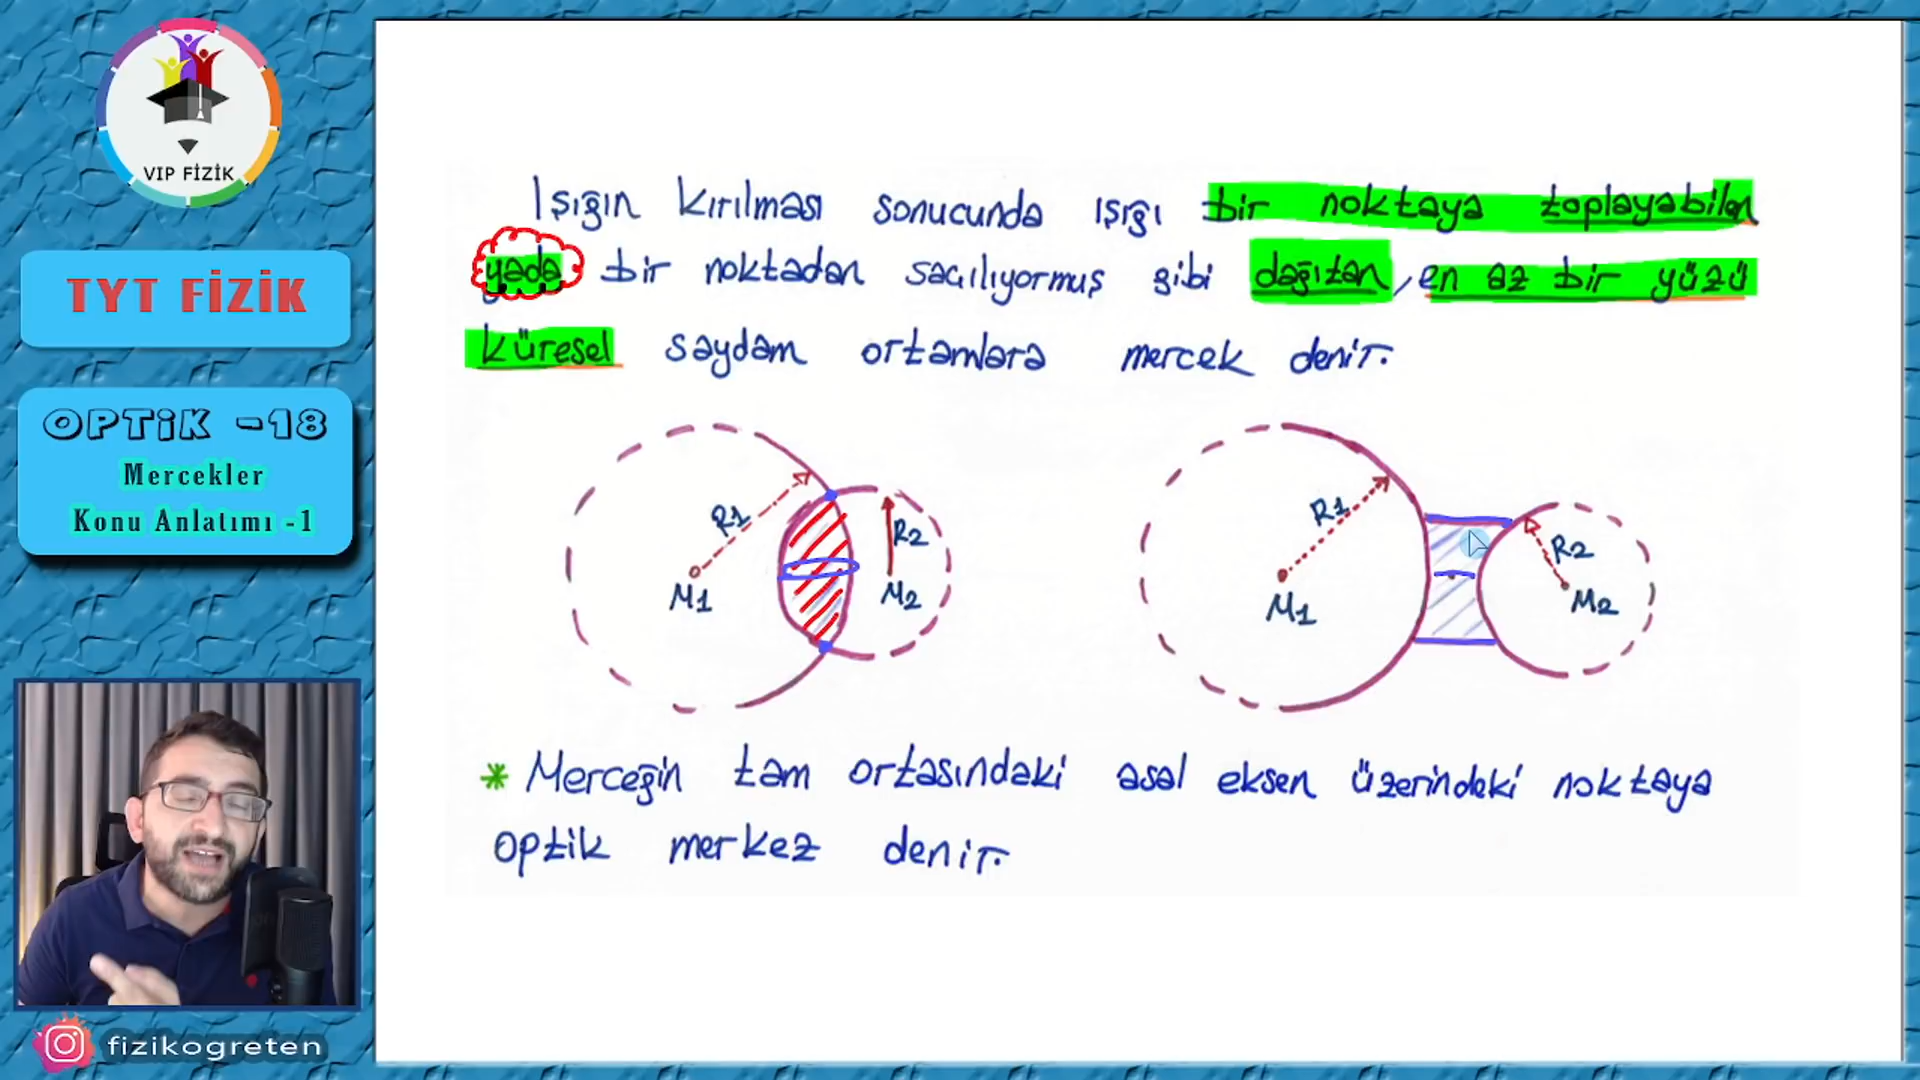 VIP FİZİK
TYT FİZİK
OPTİK -18
Mercekler
Konu Anlatımı -1
fizikogreten
Işığın kırılması sonucunda ışığı bir noktaya toplayabilen
yada bir noktadan saçılıyormuş gibi dağıtan, en az bir yüzü
küresel saydam ortamlara mercek denir.
R1
R2
M1
M2
R1
R2
M1
M2
* Merceğin tam ortasındaki asal eksen üzerindeki noktaya
optik merkez denir.